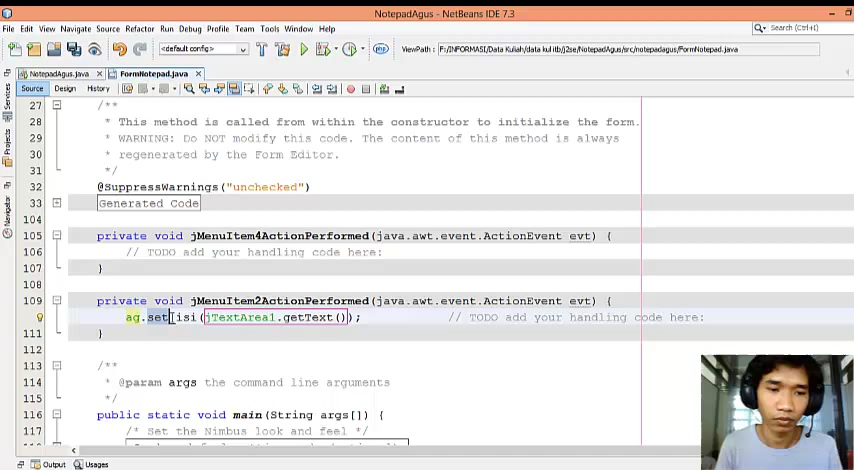 NotepadAgus - NetBeans IDE 7.3
File Edit View Navigate Source Refactor Run Debug Profile Team Tools Window Help
Search (Ctrl+I)
<default config>
ViewPath : F:/INFORMASI/Data Kuliah/data kul itb/j2se/NotepadAgus/src/notepadagus/FormNotepad.java
NotepadAgus.java
FormNotepad.java
Source Design History
Services
Projects
Navigator
27 /**
28 * This method is called from within the constructor to initialize the form.
29 * WARNING: Do NOT modify this code. The content of this method is always
30 * regenerated by the Form Editor.
31 */
32 @SuppressWarnings("unchecked")
33 Generated Code
104
105 private void jMenuItem4ActionPerformed(java.awt.event.ActionEvent evt) {
106 // TODO add your handling code here:
107 }
108
109 private void jMenuItem2ActionPerformed(java.awt.event.ActionEvent evt) {
ag.setIisi(jTextArea1.getText()); // TODO add your handling code here:
111 }
112
113 /**
114 * @param args the command line arguments
115 */
116 public static void main(String args[]) {
117 /* Set the Nimbus look and feel */
Output Usages